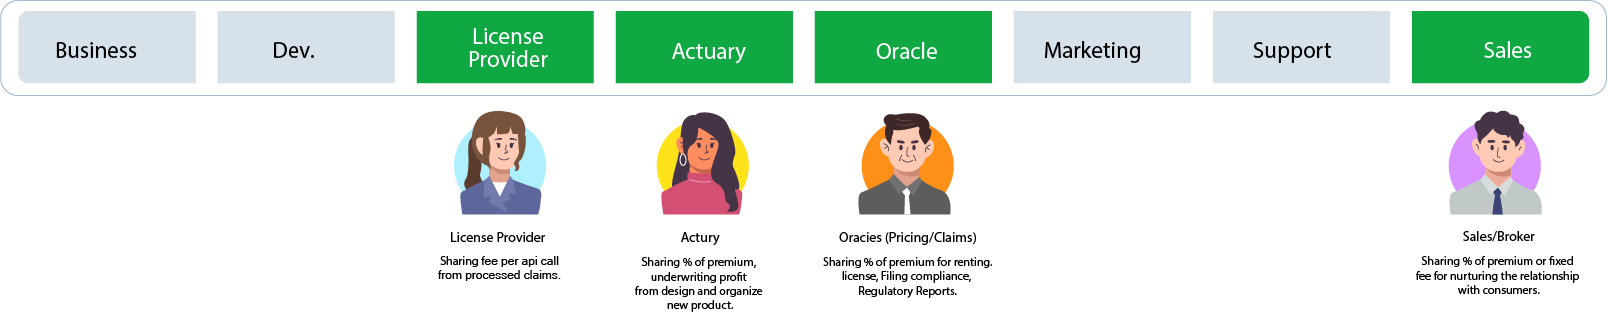 Business
Dev.
License
Provider
Actuary
Oracle
Marketing
Support
Sales
License Provider
Sharing fee per api call
from processed claims.
Actury
Sharing % of premium,
underwriting profit
from design and organize
new product.
Oracies (Pricing/Claims)
Sharing % of premium for renting.
license, Filing compliance,
Regulatory Reports.
Sales/Broker
Sharing % of premium or fixed
fee for nurturing the relationship
with consumers.